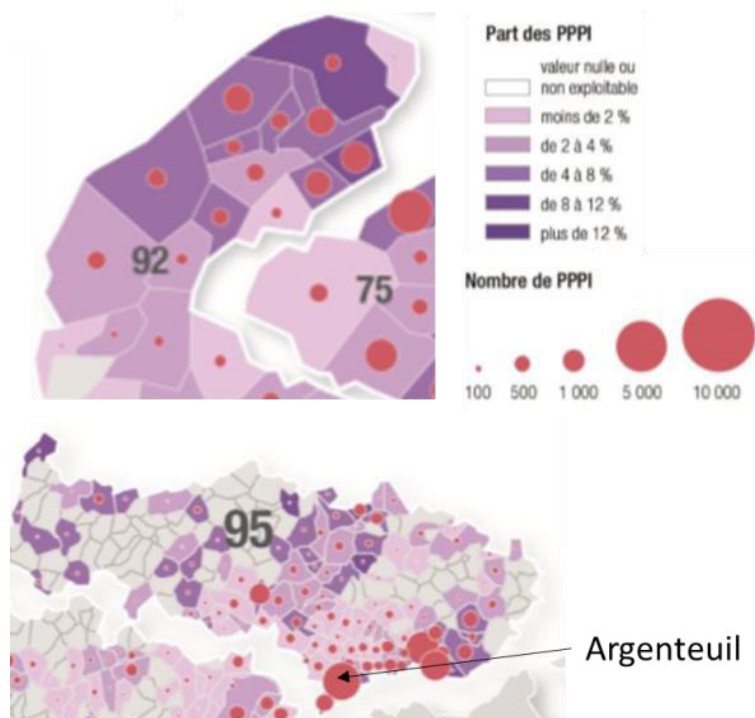 Part des PPPI
valeur nulle ou
non exploitable
moins de 2 %
de 2 à 4 %
de 4 à 8 %
de 8 à 12 %
plus de 12 %
Nombre de PPPI
100 500 1 000 5 000 10 000
92
75
95
Argenteuil